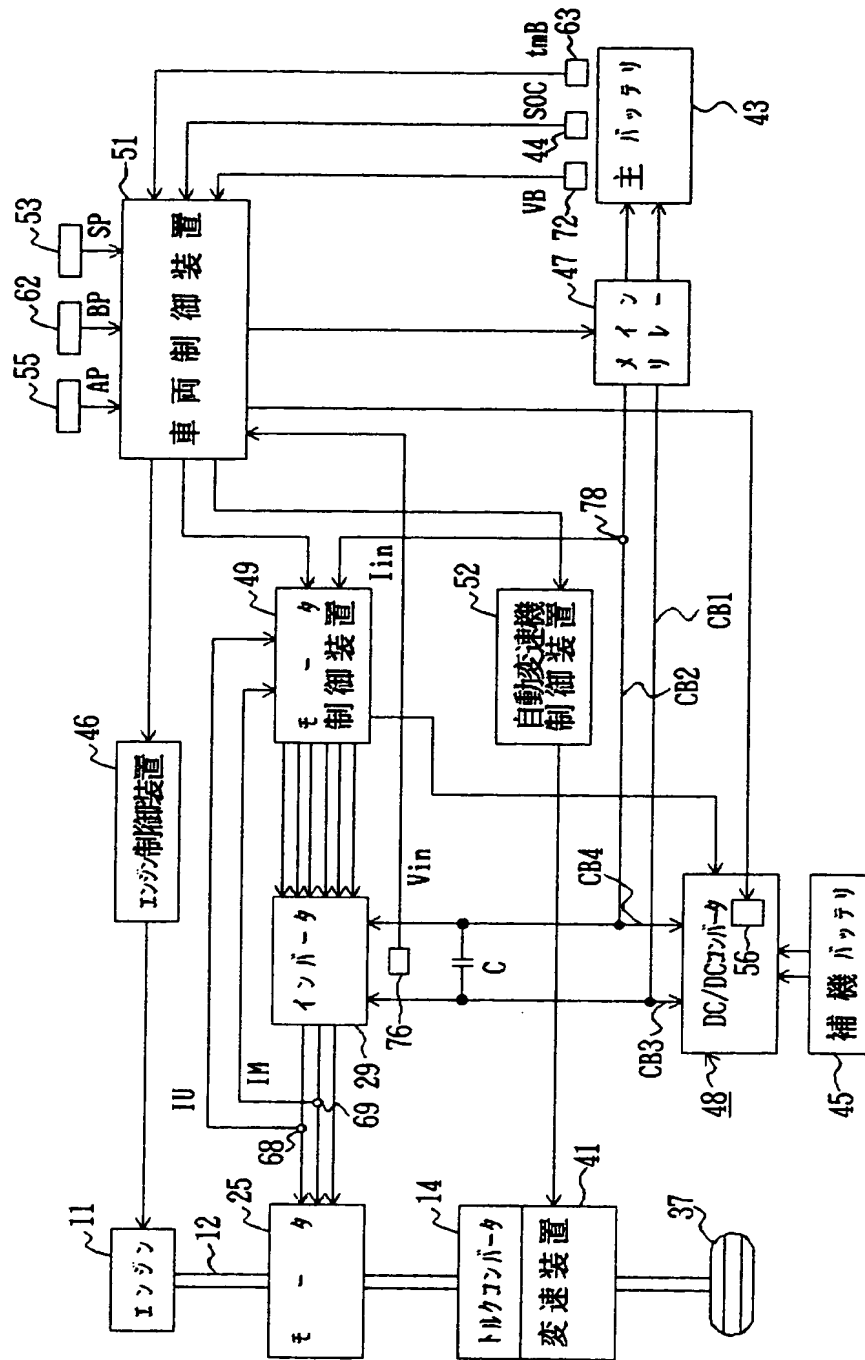 55
AP
62
BP
53
SP
51
車両制御装置
VB
72
SOC
44
tmB
63
主バッテリ
43
47
メイン
リレー
46
エンジン制御装置
49
モータ
制御装置
Iin
52
自動変速機
制御装置
78
CB2
CB1
IU
IM
インバータ
29
Vin
76
C
CB4
CB3
DC/DCコンバータ
56
48
補機バッテリ
45
68
69
11
エンジン
12
25
モータ
14
トルクコンバータ
変速装置
41
37